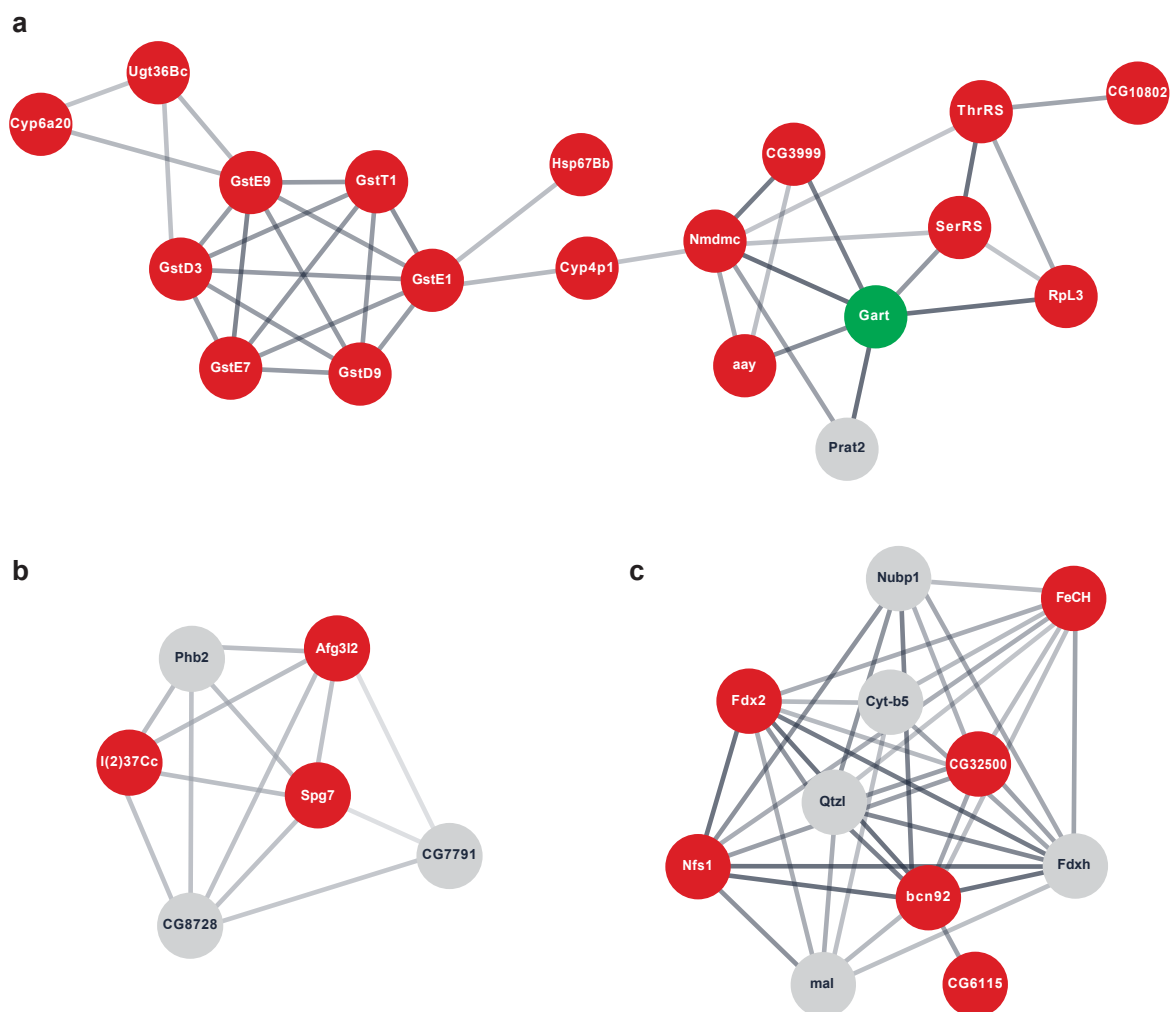 a
Ugt36Bc
Cyp6a20
GstE9
GstT1
Hsp67Bb
GstD3
GstE1
Cyp4p1
GstE7
GstD9
CG3999
ThrRS
CG10802
Nmdmc
SerRS
RpL3
Gart
aay
Prat2
b
Phb2
Afg3l2
l(2)37Cc
Spg7
CG7791
CG8728
c
Nubp1
FeCH
Fdx2
Cyt-b5
CG32500
Qtzl
Nfs1
Fdxh
bcn92
mal
CG6115